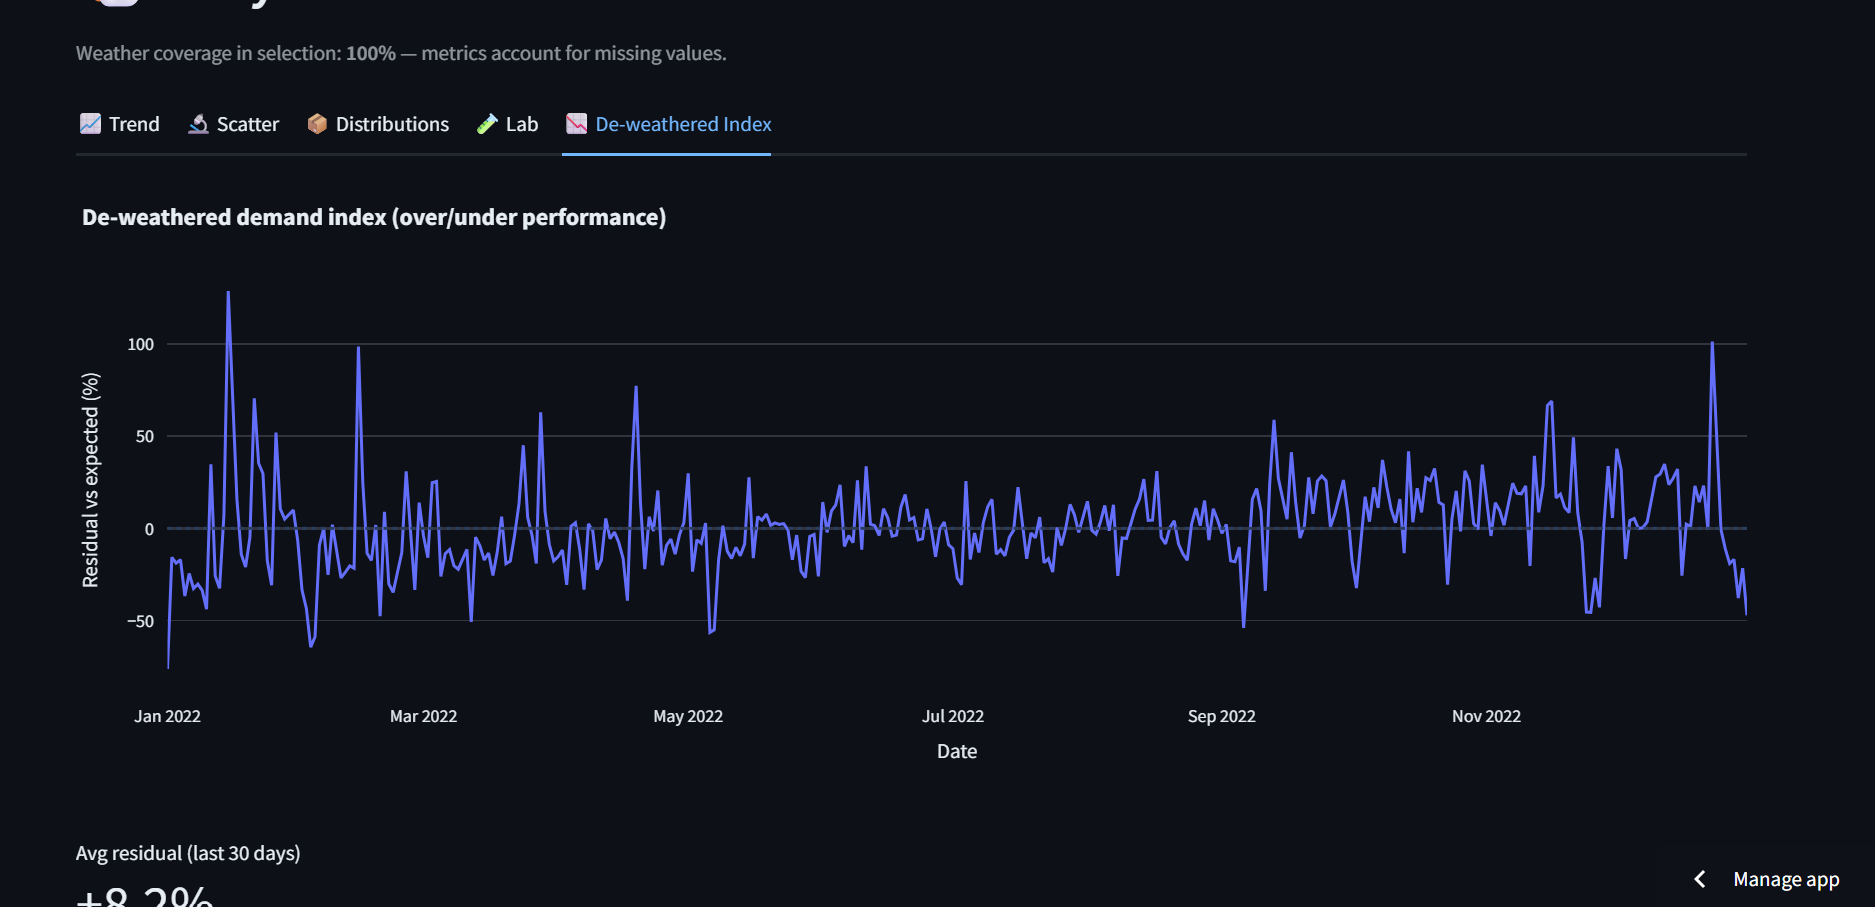 Weather coverage in selection: 100% — metrics account for missing values.
Trend
Scatter
Distributions
Lab
De-weathered Index
De-weathered demand index (over/under performance)
Residual vs expected (%)
100
50
0
−50
Jan 2022
Mar 2022
May 2022
Jul 2022
Sep 2022
Nov 2022
Date
Avg residual (last 30 days)
+8.2%
Manage app